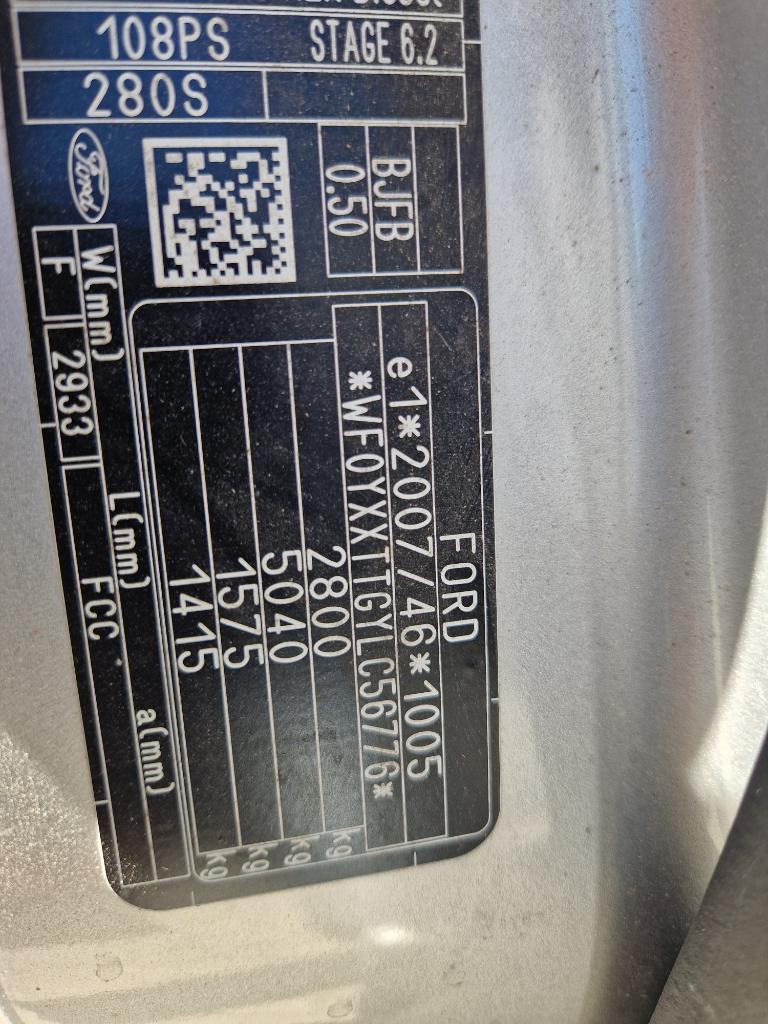 FORD
e1*2007/46*1005
*WF0YXXTTGYLC56776*
2800 kg
5040 kg
1575 kg
1415 kg
BJFB
0.50
Ford
W(mm) L(mm) a(mm)
F 2933 FCC
108PS STAGE 6.2
280S